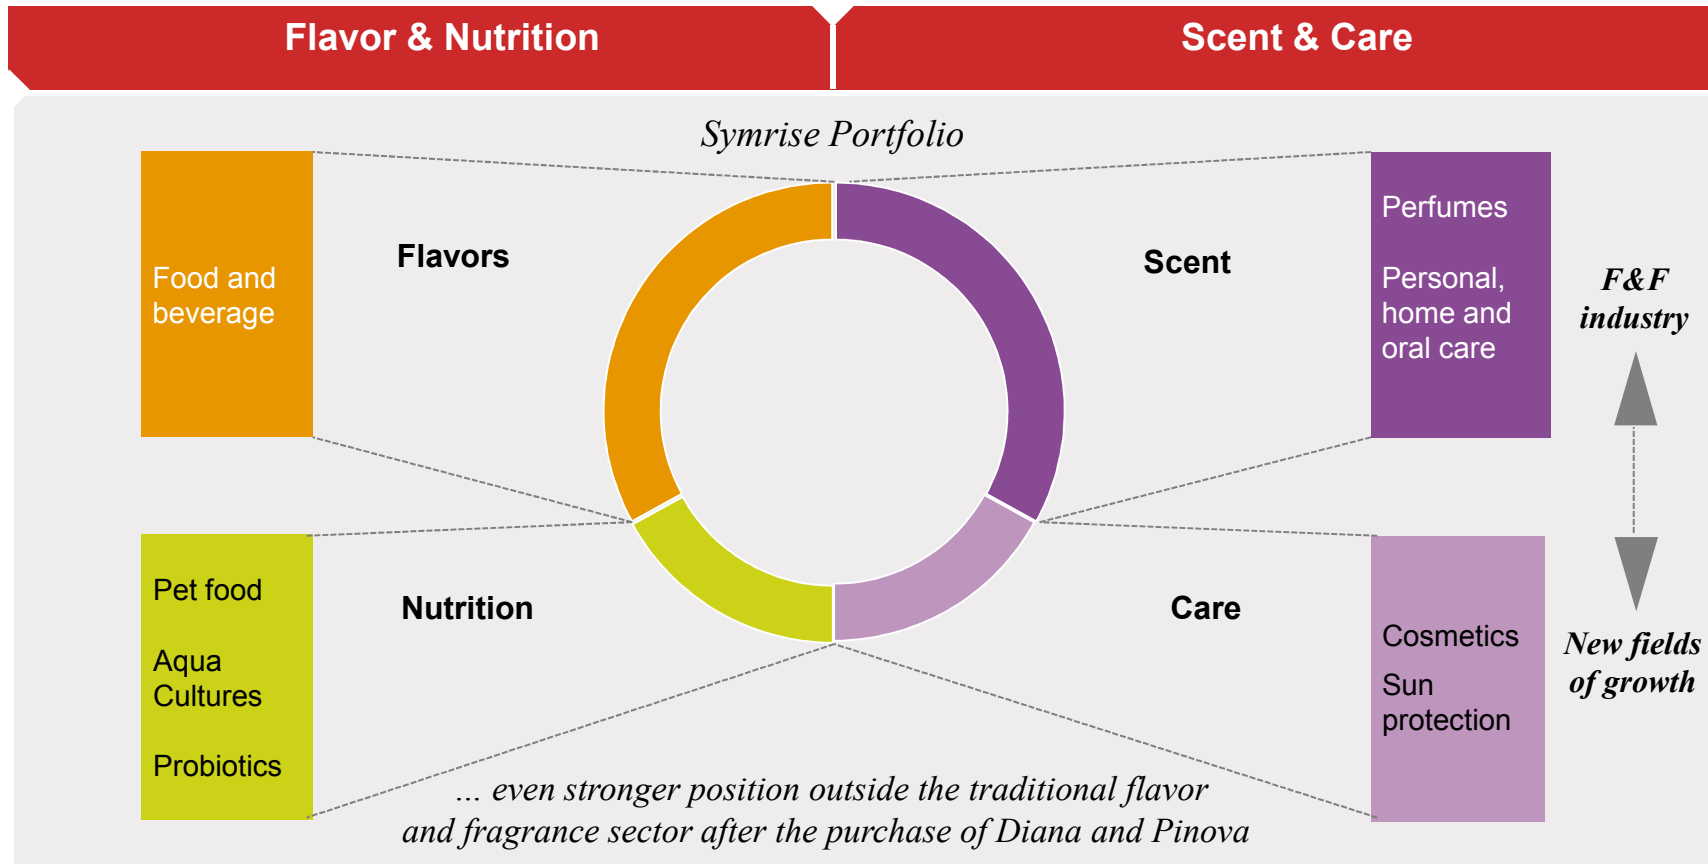 Flavor & Nutrition
Scent & Care
Symrise Portfolio
Food and
beverage
Flavors
Scent
Perfumes
Personal,
home and
oral care
F&F
industry
Pet food
Aqua
Cultures
Probiotics
Nutrition
Care
Cosmetics
Sun
protection
New fields
of growth
... even stronger position outside the traditional flavor
and fragrance sector after the purchase of Diana and Pinova